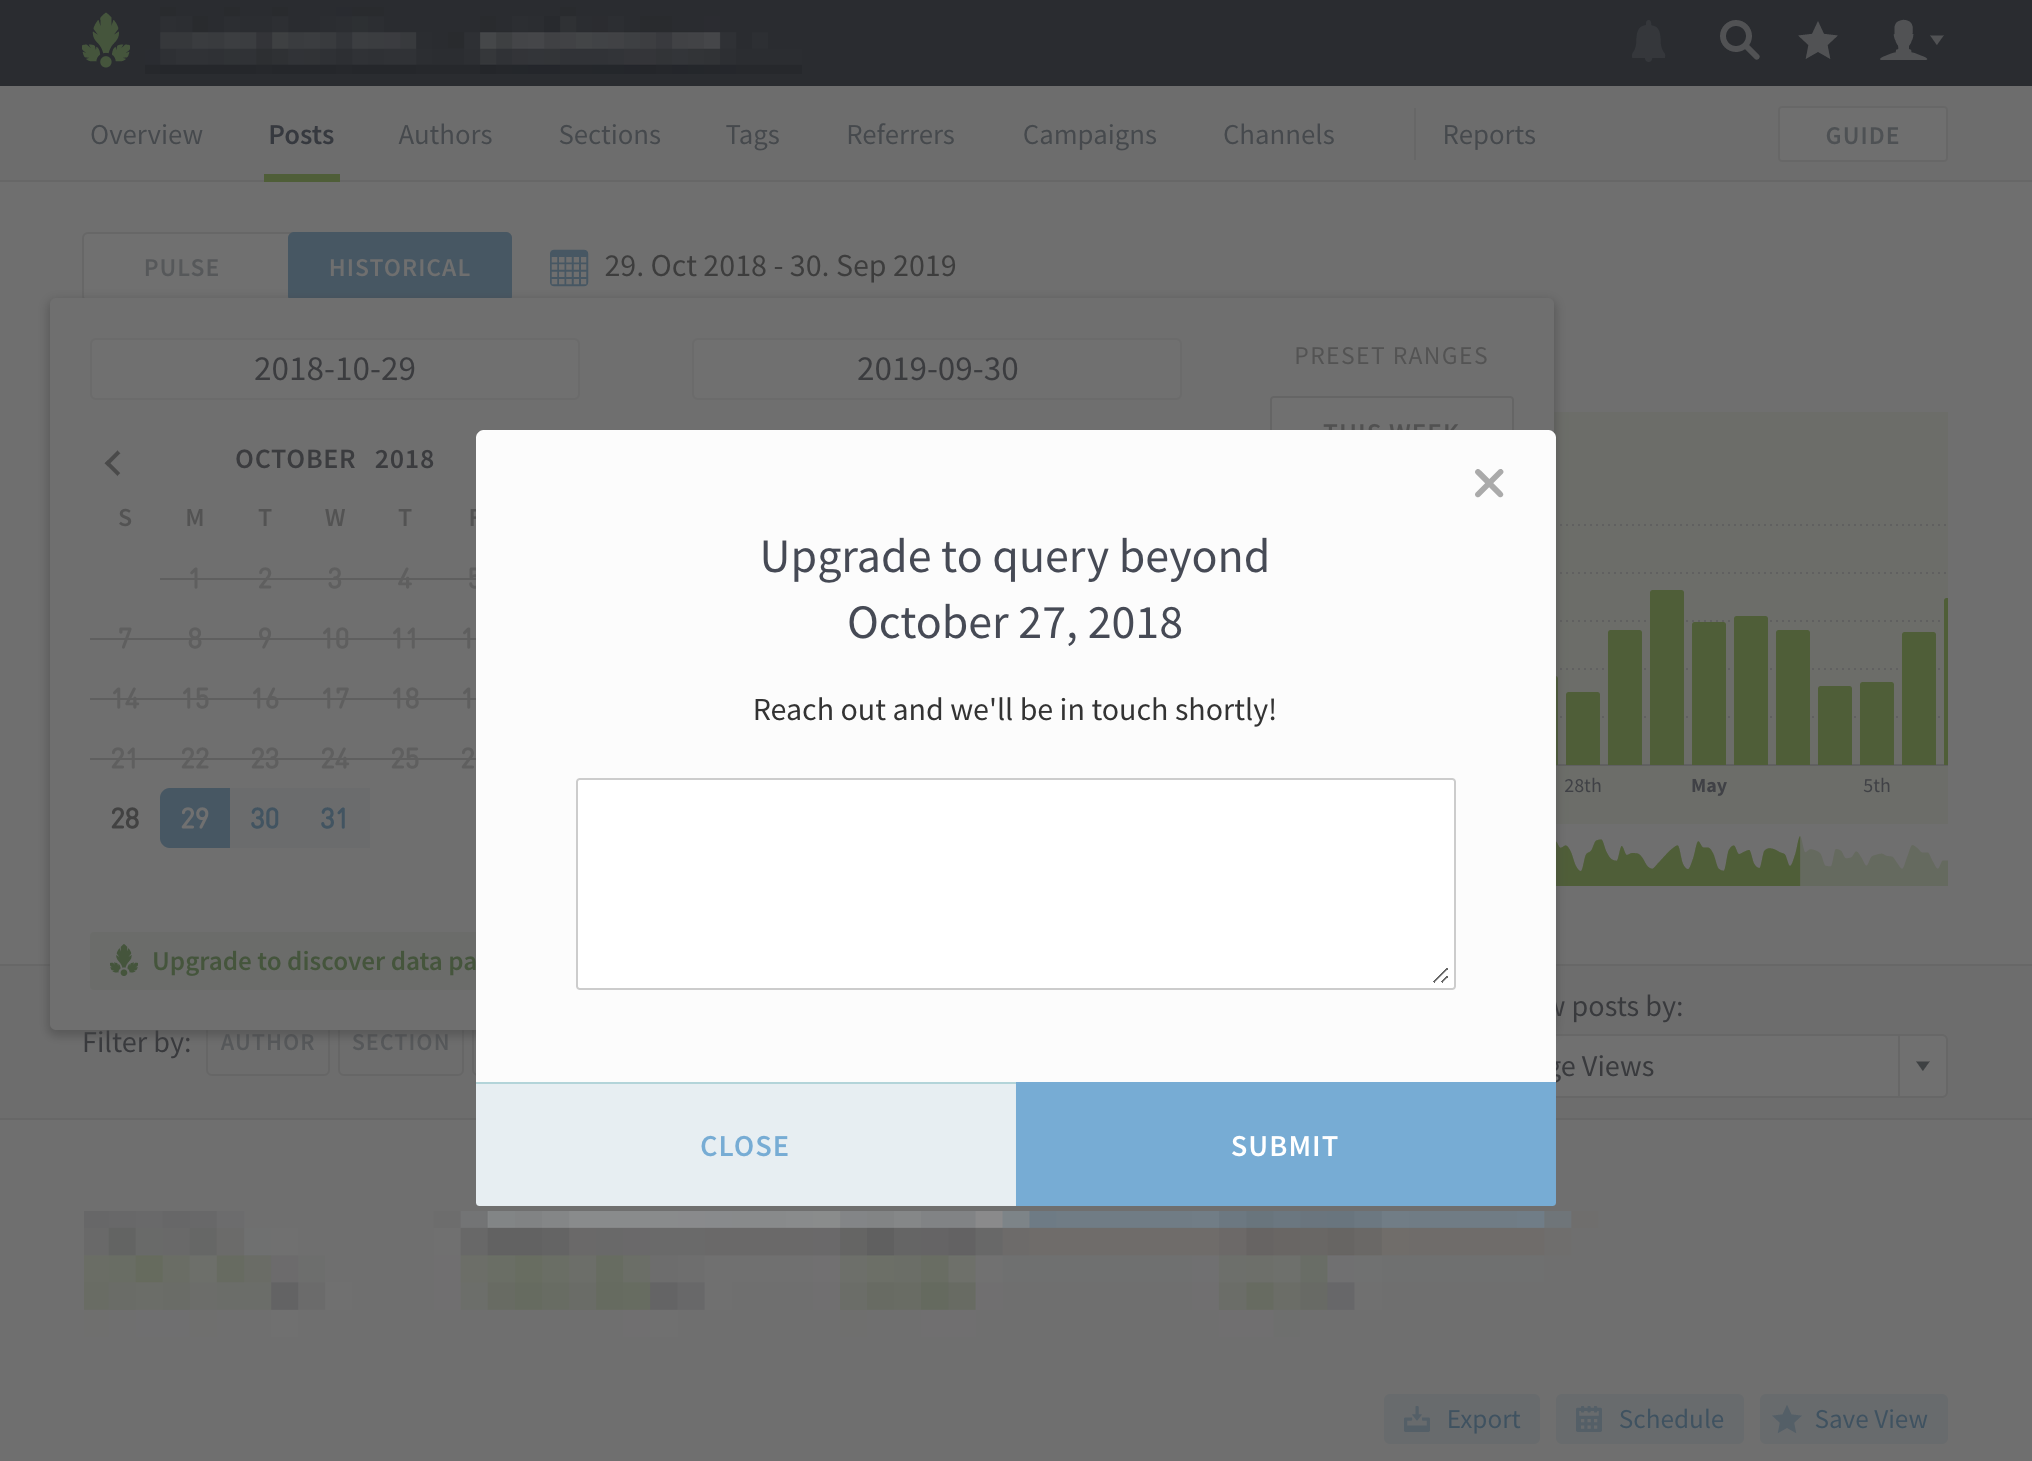 Overview Posts Authors Sections Tags Referrers Campaigns Channels Reports GUIDE
PULSE HISTORICAL 29. Oct 2018 - 30. Sep 2019
2018-10-29 2019-09-30 PRESET RANGES
THIS WEEK
OCTOBER 2018
S M T W T F
1 2 3 4 5
7 8 9 10 11
14 15 16 17 18
21 22 23 24 25
28 29 30 31
Upgrade to query beyond
October 27, 2018
Reach out and we'll be in touch shortly!
CLOSE SUBMIT
28th May 5th
Upgrade to discover data pa
Filter by: AUTHOR SECTION
posts by:
ge Views
Export Schedule Save View